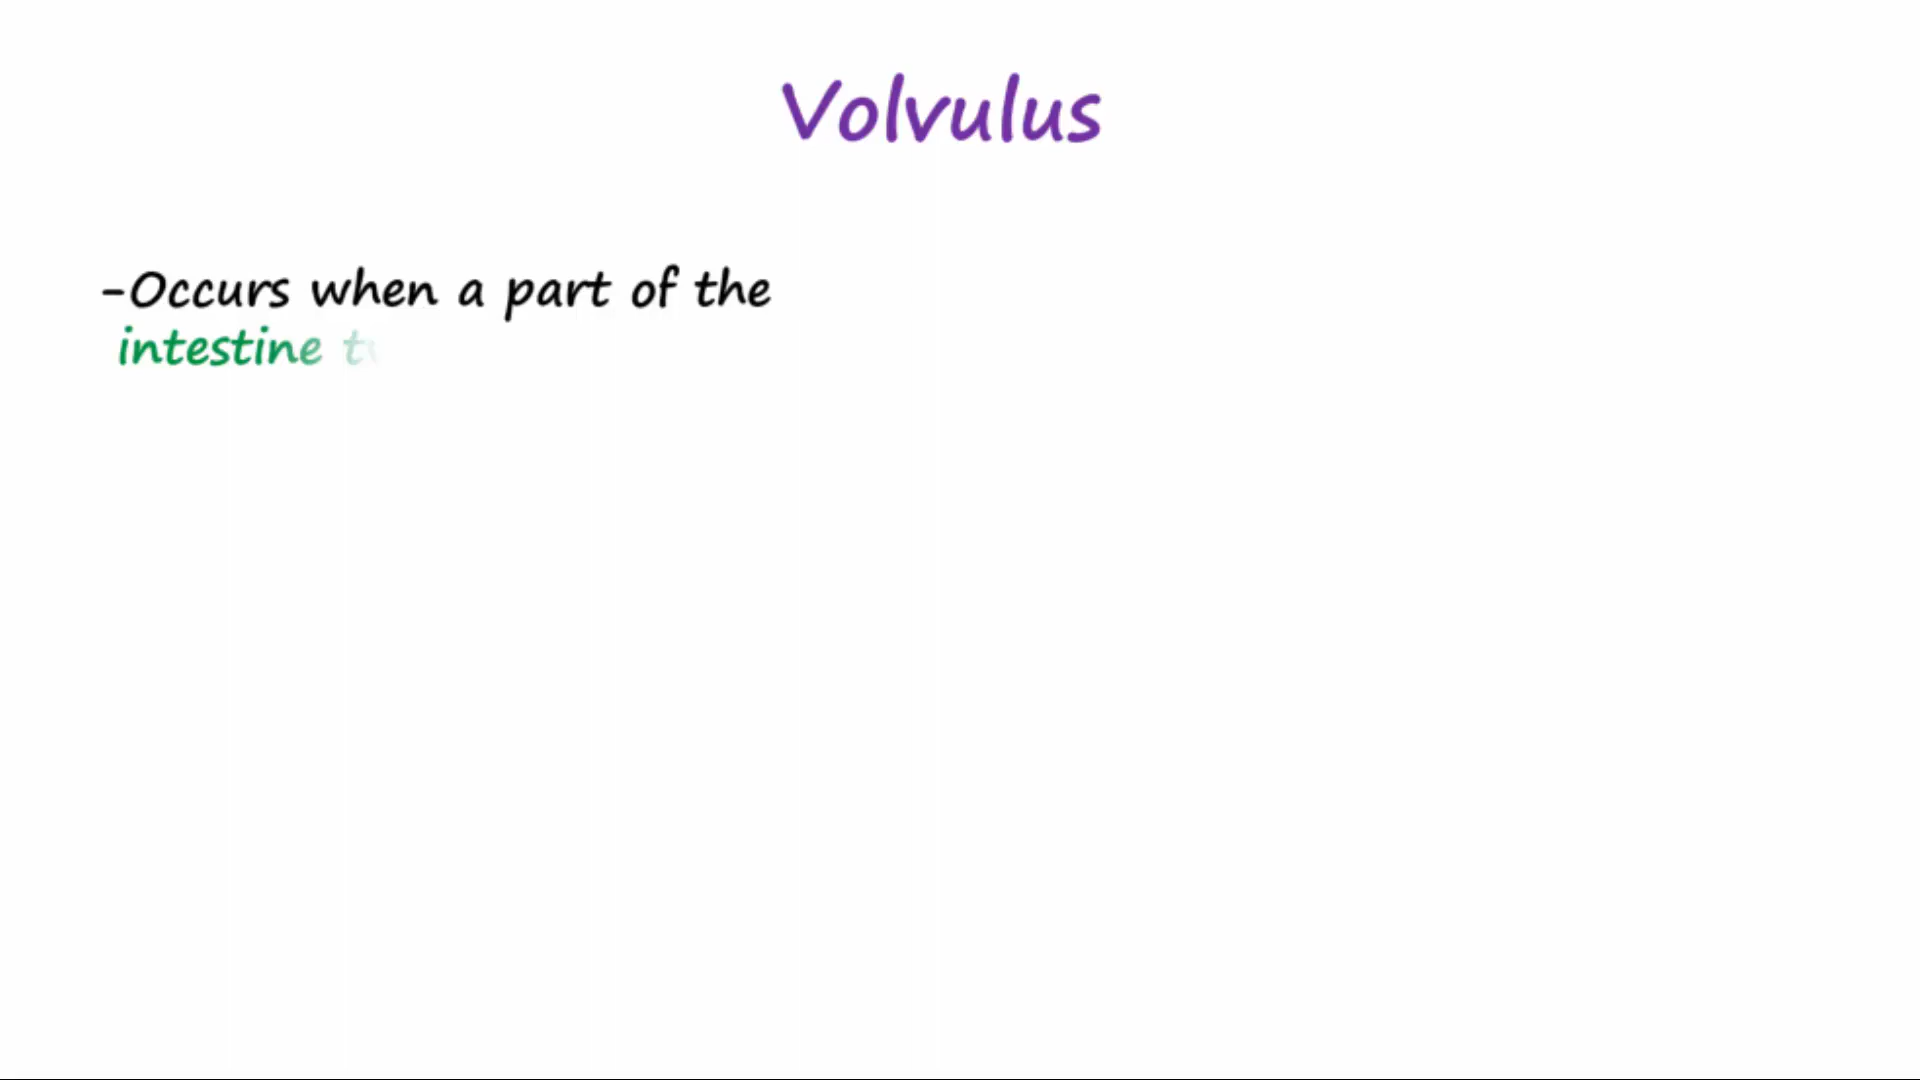 Volvulus
-Occurs when a part of the
intestine